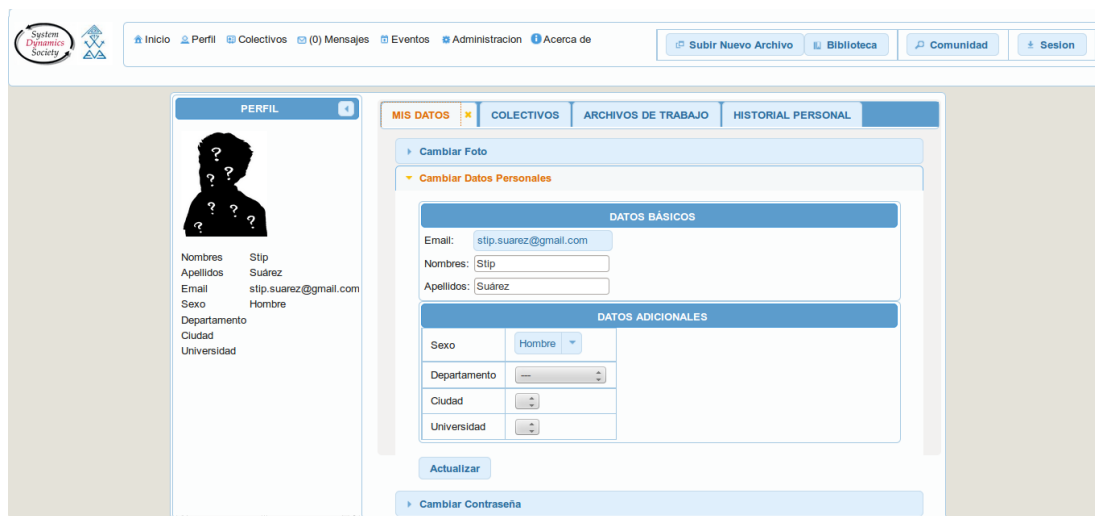 System
Dynamics
Society
Inicio Perfil Colectivos (0) Mensajes Eventos Administracion Acerca de
Subir Nuevo Archivo Biblioteca Comunidad Sesion
PERFIL
? ? ? ? ? ? ?
Nombres Stip
Apellidos Suárez
Email stip.suarez@gmail.com
Sexo Hombre
Departamento
Ciudad
Universidad
MIS DATOS COLECTIVOS ARCHIVOS DE TRABAJO HISTORIAL PERSONAL
Cambiar Foto
Cambiar Datos Personales
DATOS BÁSICOS
Email: stip.suarez@gmail.com
Nombres: Stip
Apellidos: Suárez
DATOS ADICIONALES
Sexo Hombre
Departamento ---
Ciudad
Universidad
Actualizar
Cambiar Contraseña